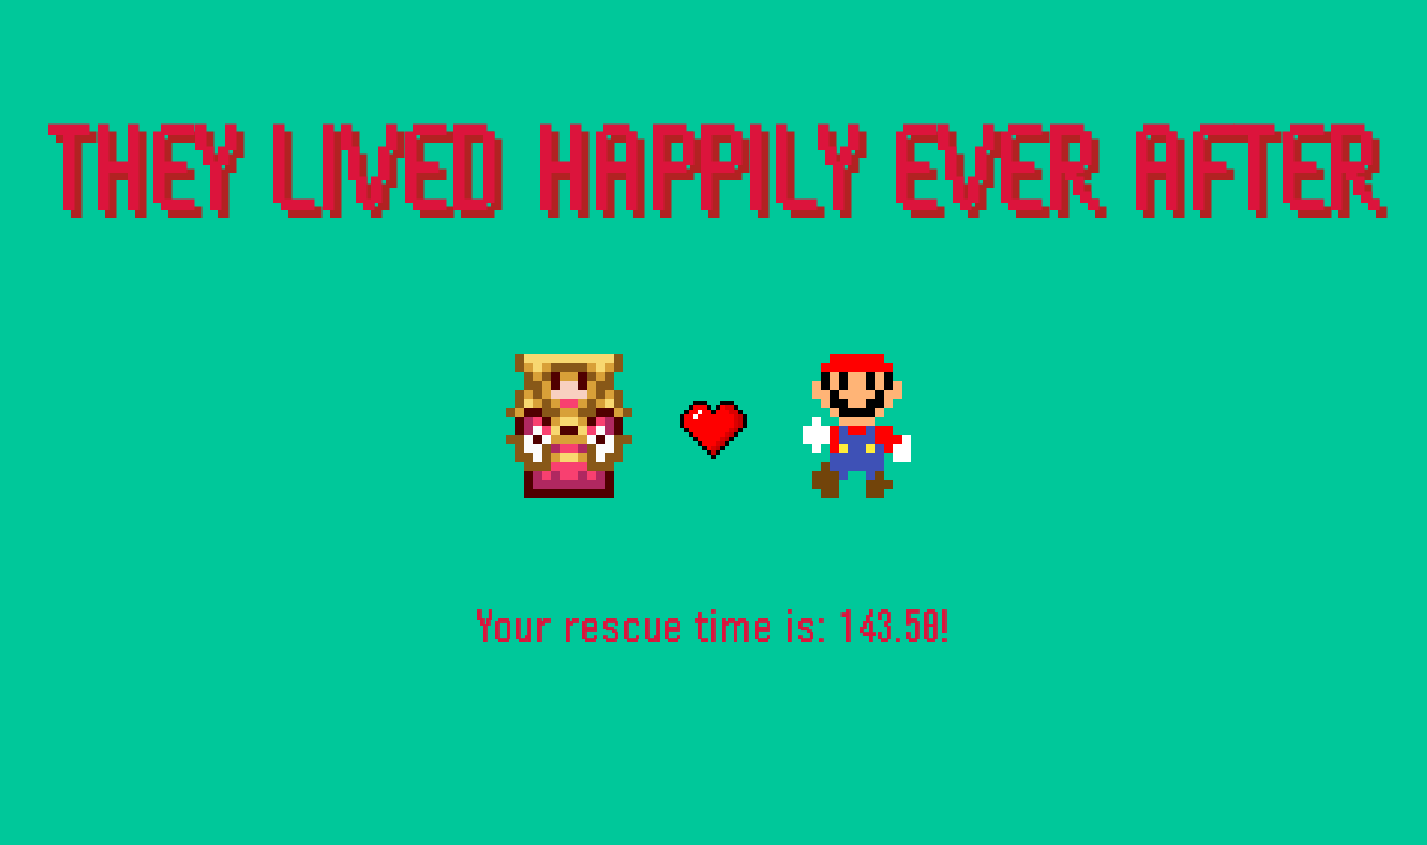 THEY LIVED HAPPILY EVER AFTER
Your rescue time is: 143.58!